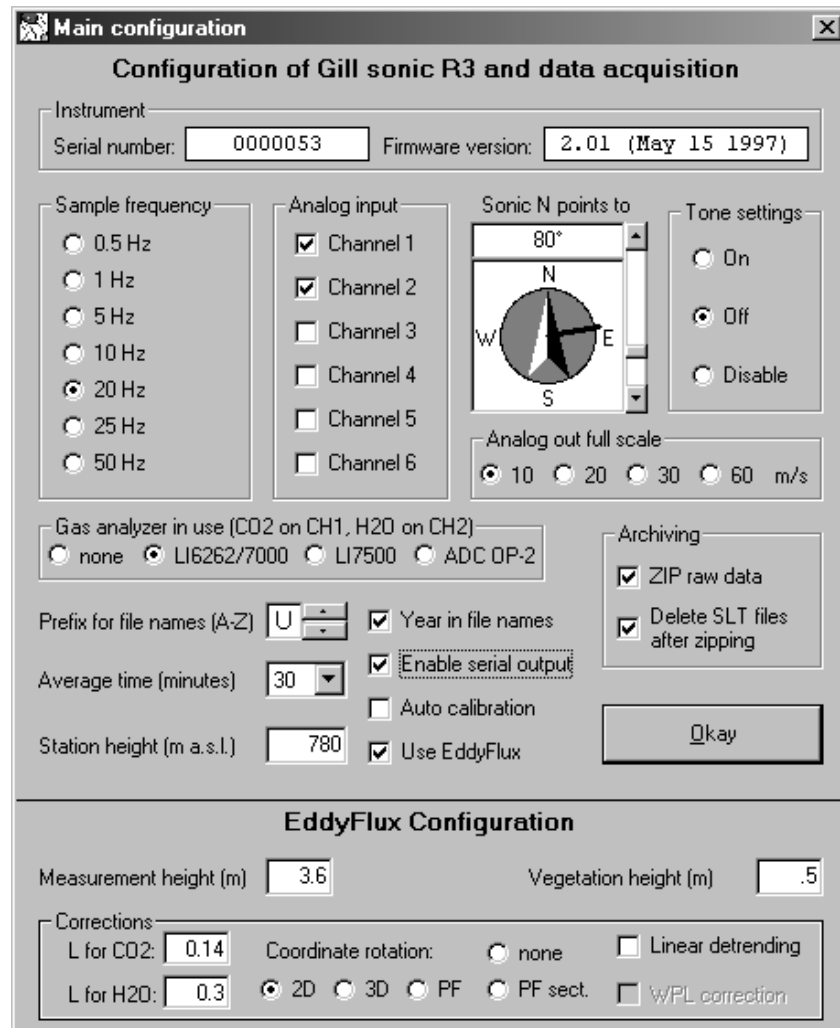 Main configuration
Configuration of Gill sonic R3 and data acquisition
Instrument
Serial number: 0000053 Firmware version: 2.01 (May 15 1997)
Sample frequency
0.5 Hz
1 Hz
5 Hz
10 Hz
20 Hz
25 Hz
50 Hz
Analog input
Channel 1
Channel 2
Channel 3
Channel 4
Channel 5
Channel 6
Sonic N points to
80°
N
W E
S
Tone settings
On
Off
Disable
Analog out full scale
10 20 30 60 m/s
Gas analyzer in use (CO2 on CH1, H2O on CH2)
none LI6262/7000 LI7500 ADC OP-2
Archiving
ZIP raw data
Delete SLT files
after zipping
Prefix for file names (A-Z) U
Average time (minutes) 30
Station height (m a.s.l.) 780
Year in file names
Enable serial output
Auto calibration
Use EddyFlux
Okay
EddyFlux Configuration
Measurement height (m) 3.6 Vegetation height (m) .5
Corrections
L for CO2: 0.14 Coordinate rotation: none Linear detrending
L for H2O: 0.3 2D 3D PF PF sect. WPL correction